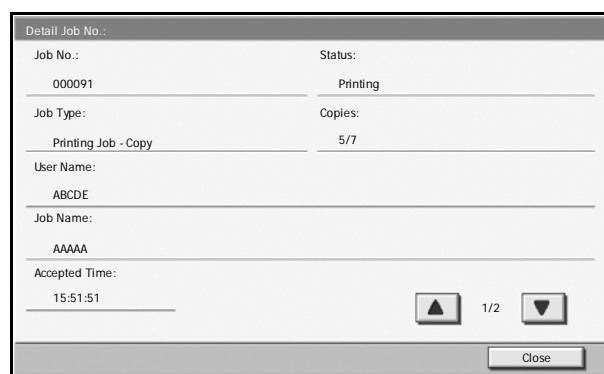 Detail Job No.:
Job No.:
000091
Status:
Printing
Job Type:
Printing Job - Copy
Copies:
5/7
User Name:
ABCDE
Job Name:
AAAAA
Accepted Time:
15:51:51
1/2
Close